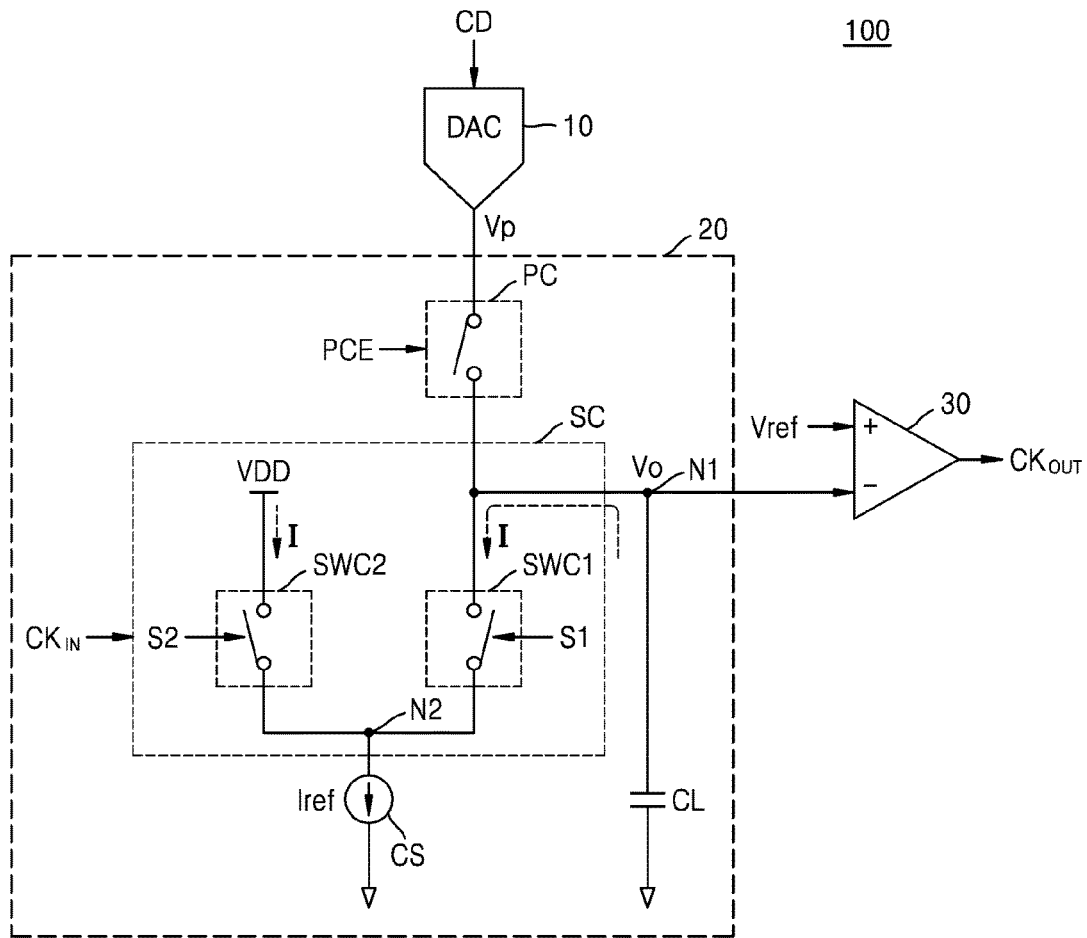 CD
100
DAC
10
Vp
20
PC
PCE
SC
Vref
+
30
VDD
Vo
N1
−
CKOUT
I
I
SWC2
SWC1
CKIN
S2
S1
N2
Iref
CL
CS